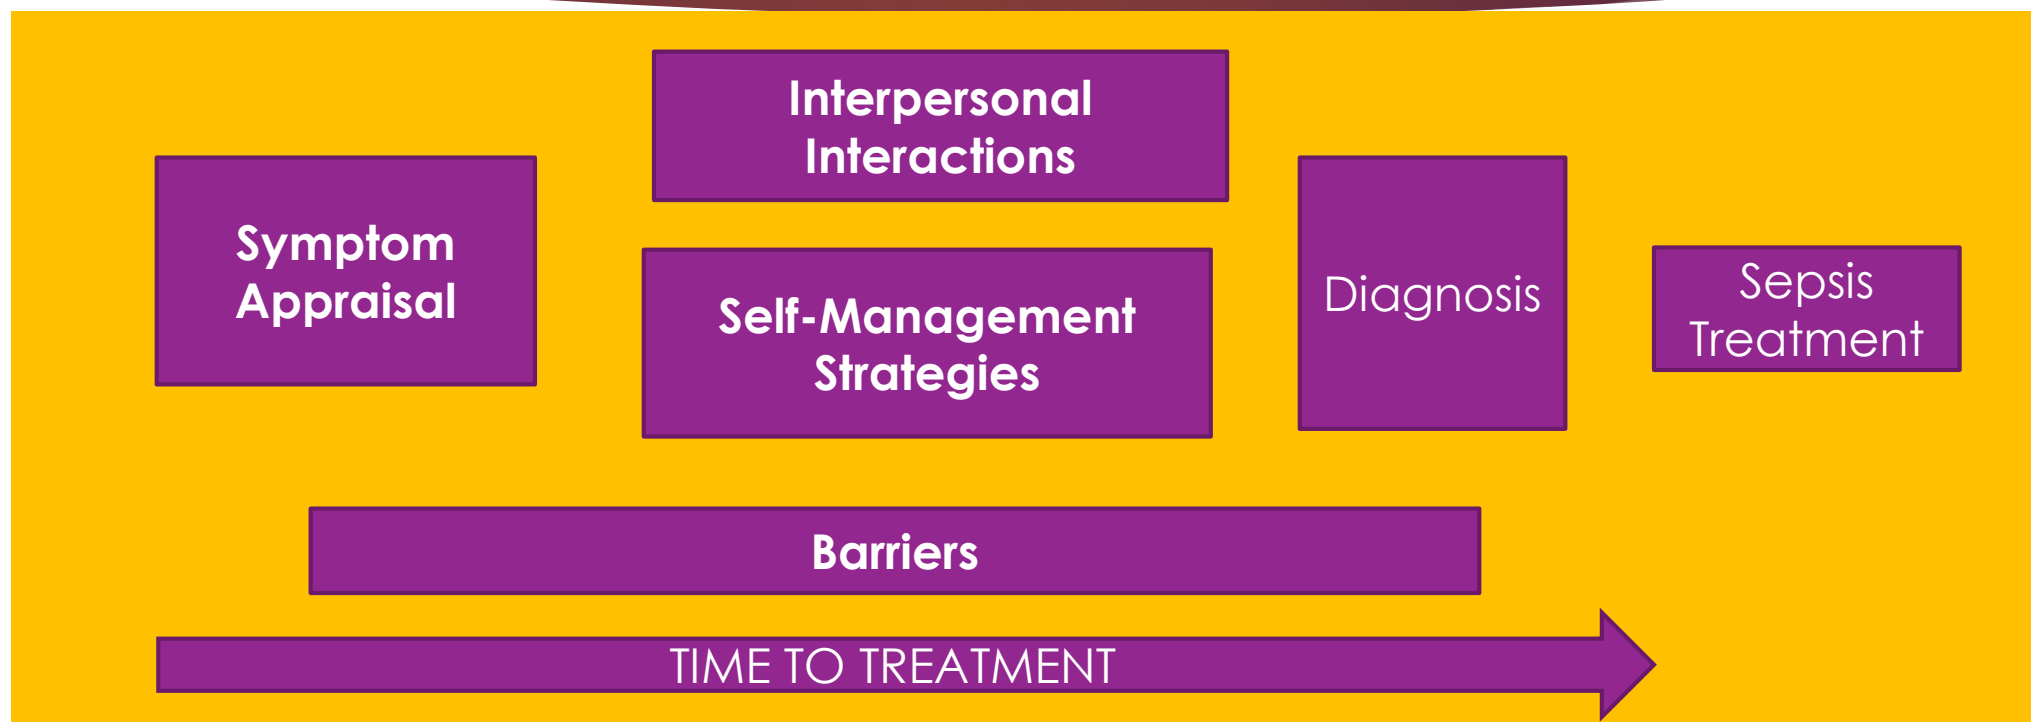 Interpersonal
Interactions
Symptom
Appraisal
Self-Management
Strategies
Diagnosis
Sepsis
Treatment
Barriers
TIME TO TREATMENT